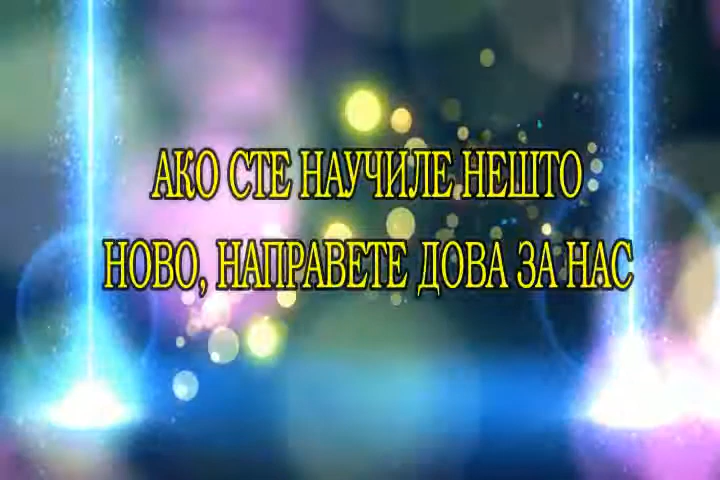 АКО СТЕ НАУЧИЛЕ НЕШТО
НОВО, НАПРАВЕТЕ ДОВА ЗА НАС